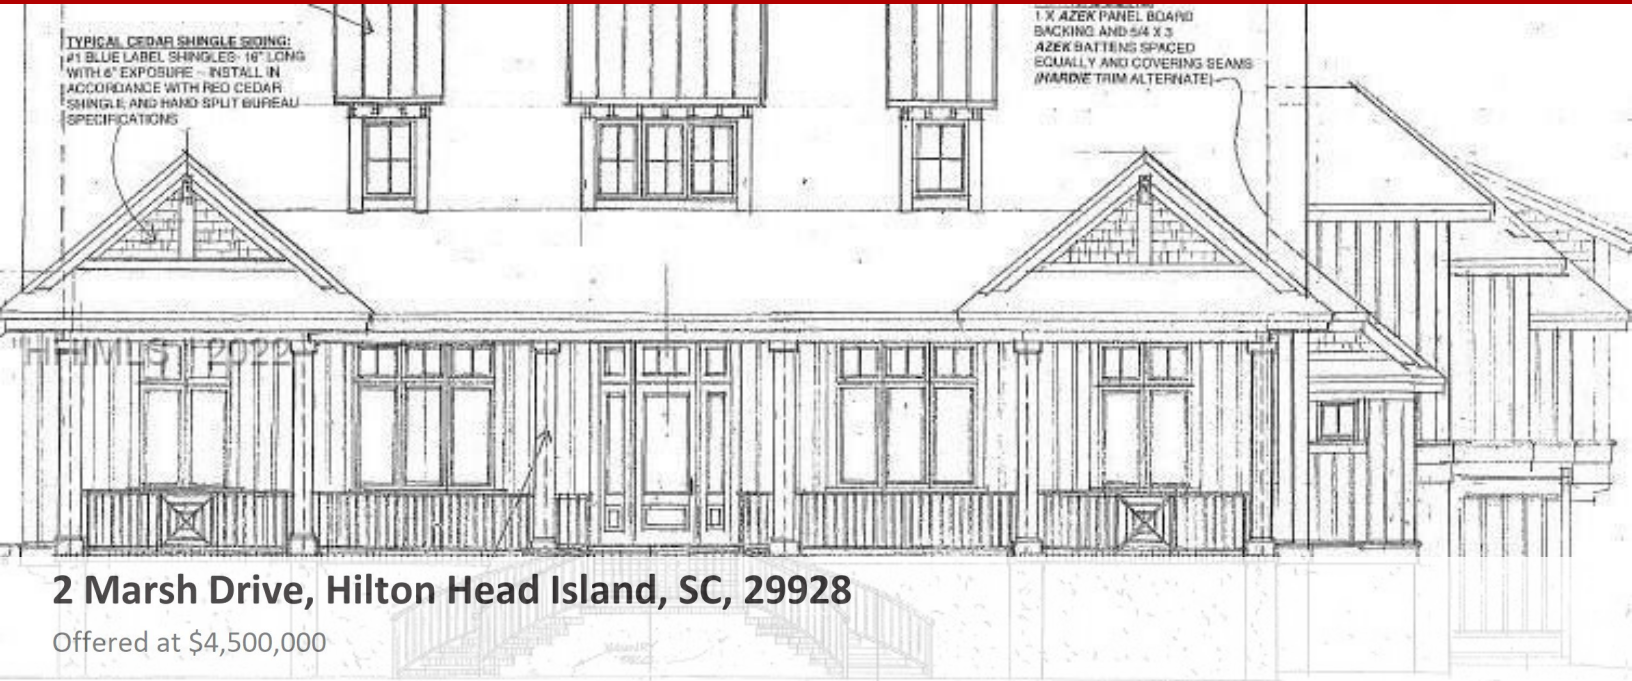 TYPICAL CEDAR SHINGLE SIDING:
#1 BLUE LABEL SHINGLES- 16" LONG
WITH 6" EXPOSURE - INSTALL IN
ACCORDANCE WITH RED CEDAR
SHINGLE AND HAND SPLIT BUREAU
SPECIFICATIONS
1 X AZEK PANEL BOARD
BACKING AND 5/4 X 3
AZEK BATTENS SPACED
EQUALLY AND COVERING SEAMS
(HARDIE TRIM ALTERNATE)
2022
2 Marsh Drive, Hilton Head Island, SC, 29928
Offered at $4,500,000